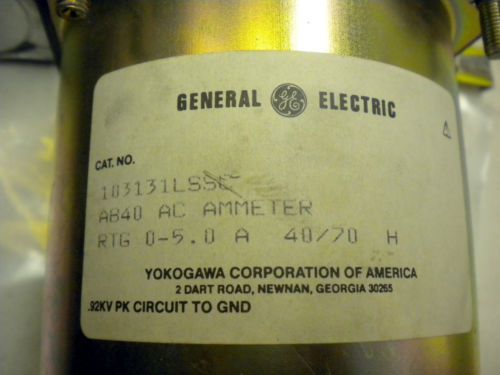 GENERAL GE ELECTRIC
CAT. NO.
103131LSSC
AB40 AC AMMETER
RTG 0-5.0 A 40/70 H
YOKOGAWA CORPORATION OF AMERICA
2 DART ROAD, NEWNAN, GEORGIA 30265
.92KV PK CIRCUIT TO GND